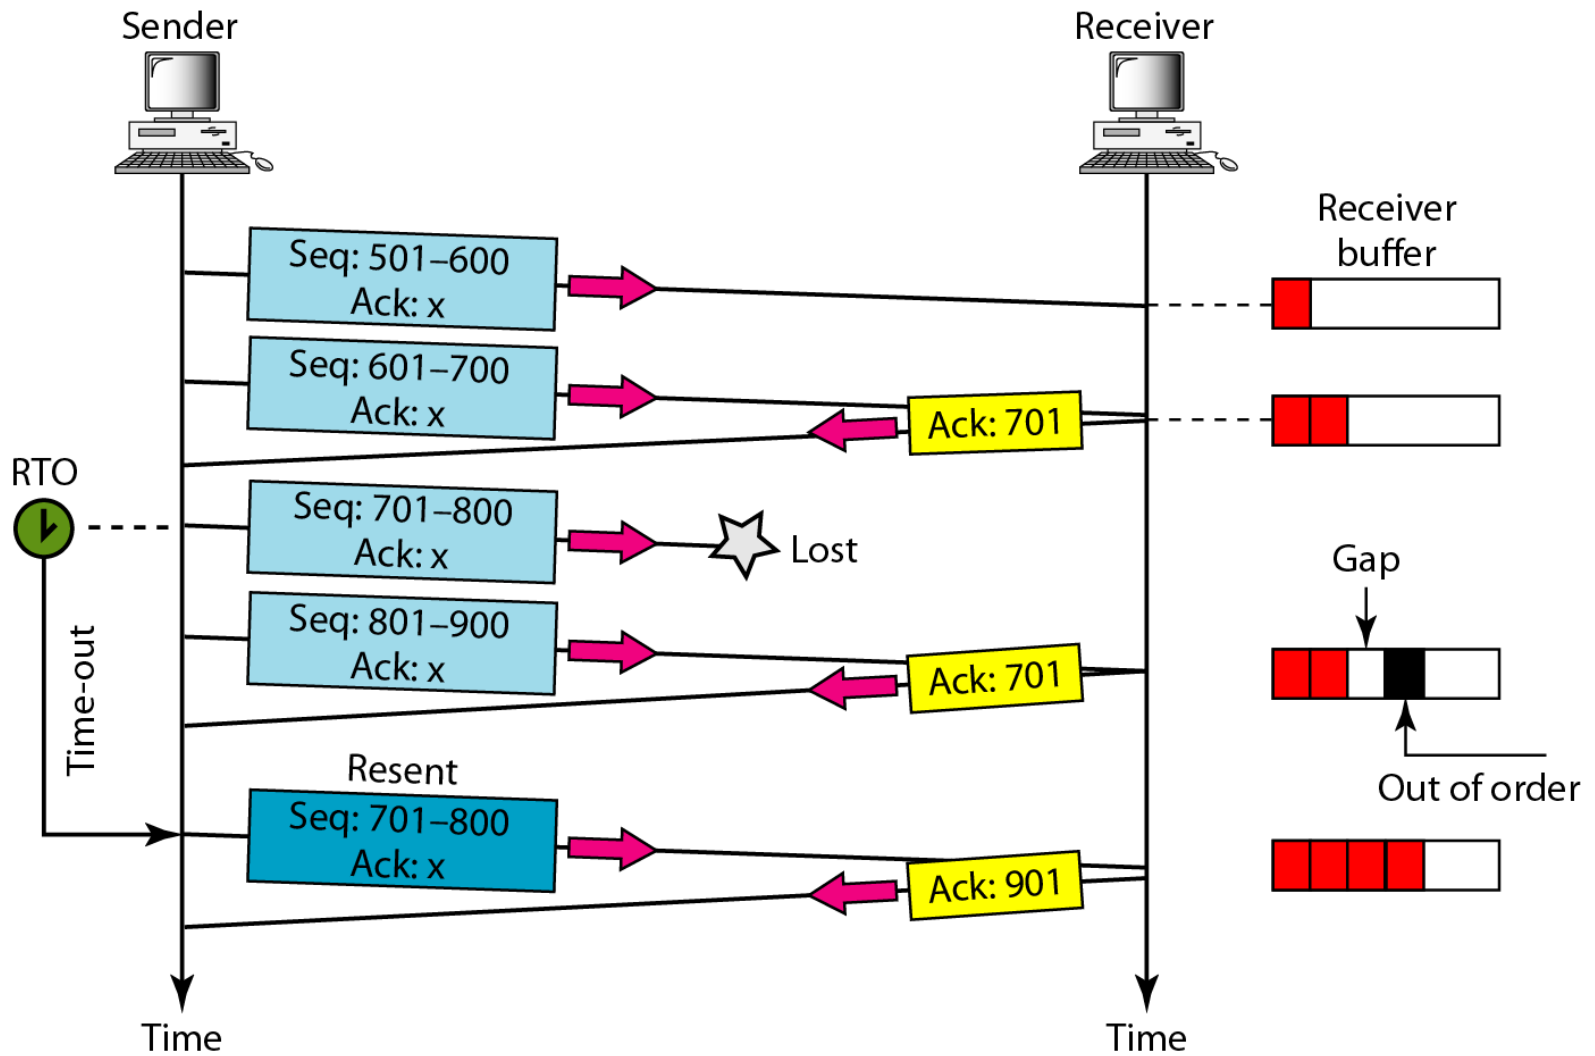 Sender
Receiver
Receiver
buffer
Seq: 501–600
Ack: x
Seq: 601–700
Ack: x
Ack: 701
RTO
Seq: 701–800
Ack: x
Lost
Gap
Time-out
Seq: 801–900
Ack: x
Ack: 701
Out of order
Resent
Seq: 701–800
Ack: x
Ack: 901
Time
Time